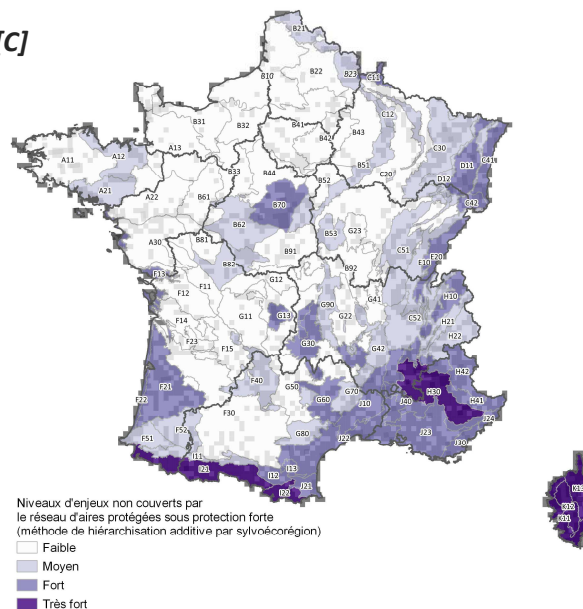 [C]
B21
B10 B22 B23 C11
B31 B32 B41 B43 C12
A13 B42 C30 C41
A11 A12 B33 B44 B51 C20 D11
A21 A22 B61 B52 D12
B70 C42
B62 B53 G23
A30 B81 C51 E20
F13 B82 B91 E10
B92
F11 G12 H10
F12 G90 G41
F14 G11 G13 G22 C52 H21
F23 G30 H22
F15 G42
F21 F40 G50 G70 J40 H30 H42
F22 G60 J10 H41
F30 J24
F51 F52 G80 J22 J23 J30
I11 I13
I21 I12 J21
I22
K13
K12
K11
Niveaux d'enjeux non couverts par
le réseau d'aires protégées sous protection forte
(méthode de hiérarchisation additive par sylvoécorégion)
Faible
Moyen
Fort
Très fort